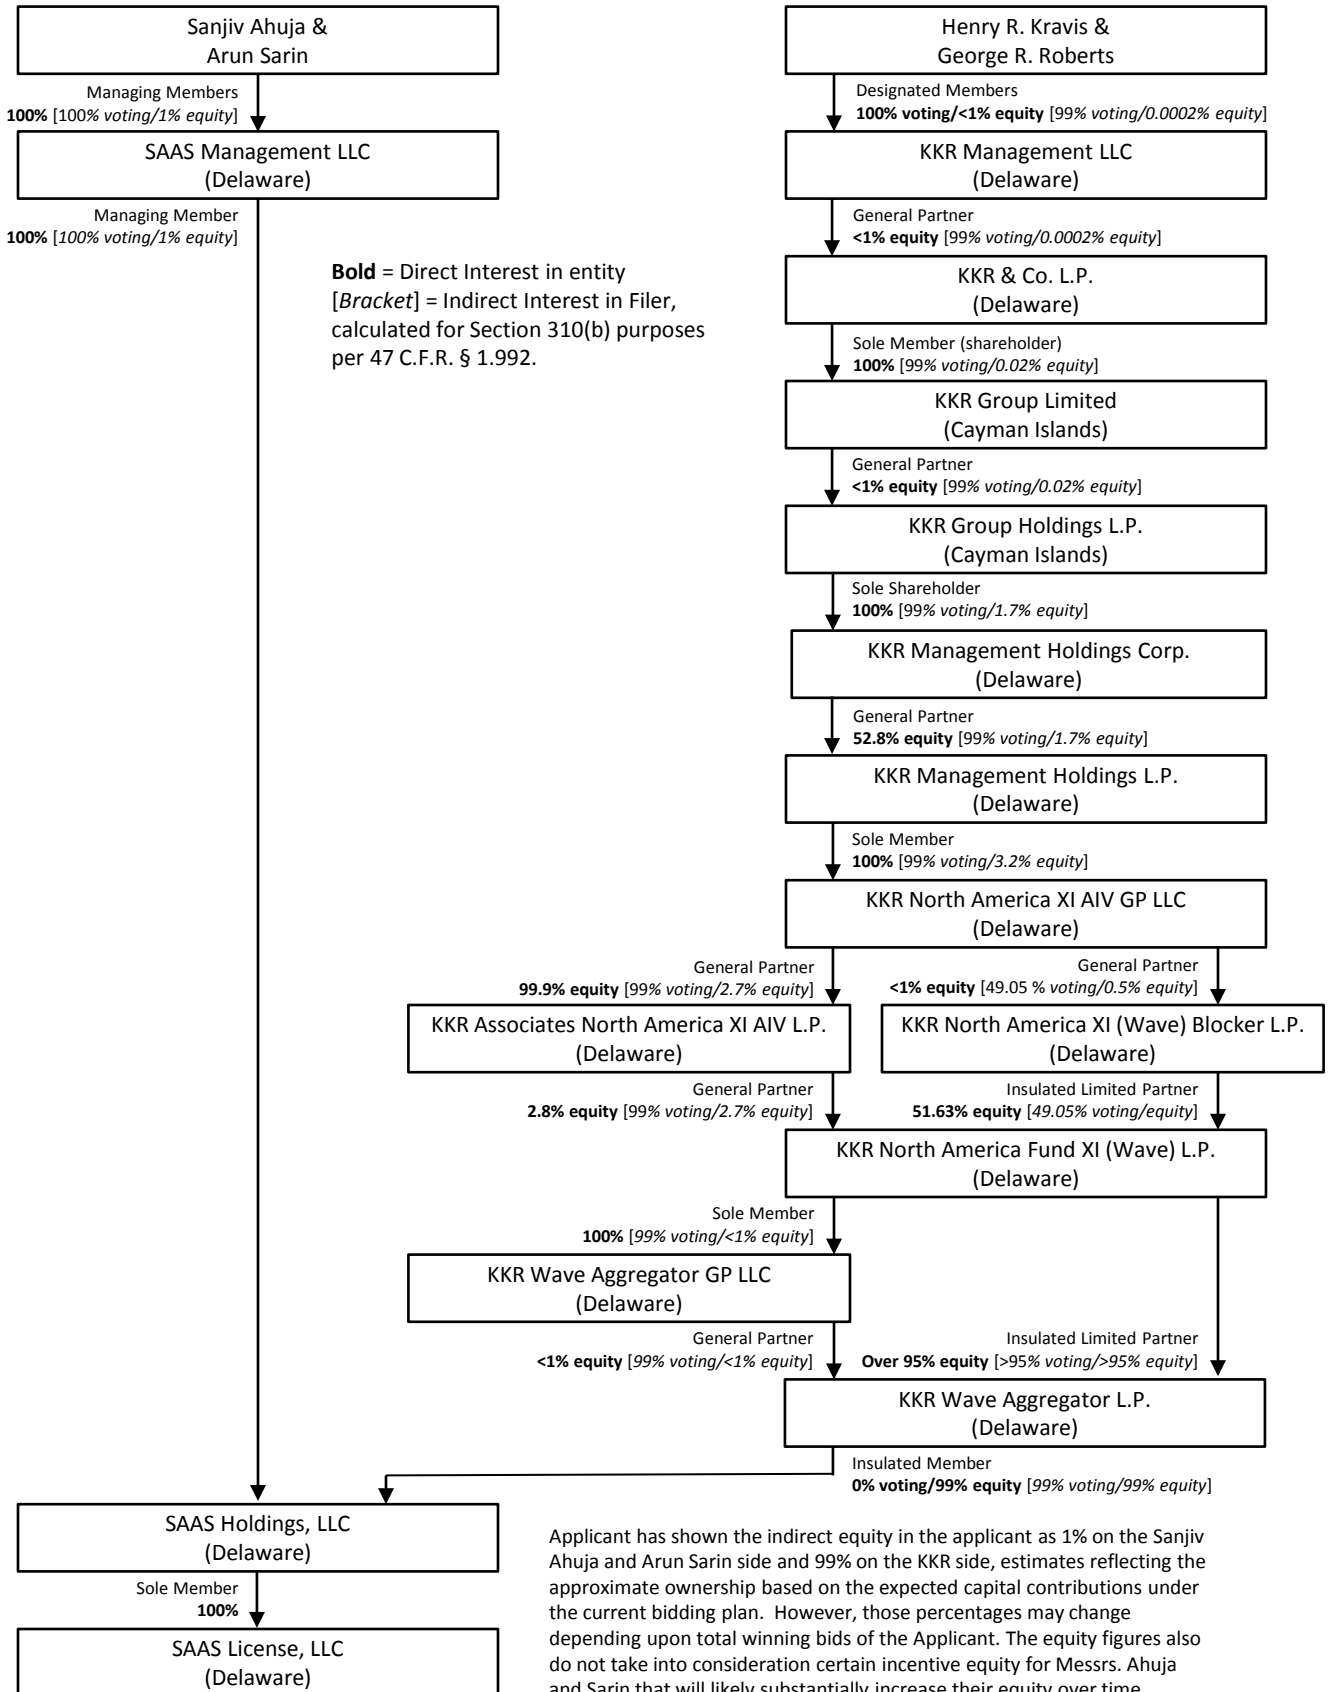 Sanjiv Ahuja &
Arun Sarin
Managing Members
100% [100% voting/1% equity]
SAAS Management LLC
(Delaware)
Managing Member
100% [100% voting/1% equity]
Bold = Direct Interest in entity
[Bracket] = Indirect Interest in Filer,
calculated for Section 310(b) purposes
per 47 C.F.R. § 1.992.
Henry R. Kravis &
George R. Roberts
Designated Members
100% voting/<1% equity [99% voting/0.0002% equity]
KKR Management LLC
(Delaware)
General Partner
<1% equity [99% voting/0.0002% equity]
KKR & Co. L.P.
(Delaware)
Sole Member (shareholder)
100% [99% voting/0.02% equity]
KKR Group Limited
(Cayman Islands)
General Partner
<1% equity [99% voting/0.02% equity]
KKR Group Holdings L.P.
(Cayman Islands)
Sole Shareholder
100% [99% voting/1.7% equity]
KKR Management Holdings Corp.
(Delaware)
General Partner
52.8% equity [99% voting/1.7% equity]
KKR Management Holdings L.P.
(Delaware)
Sole Member
100% [99% voting/3.2% equity]
KKR North America XI AIV GP LLC
(Delaware)
General Partner
99.9% equity [99% voting/2.7% equity]
General Partner
<1% equity [49.05 % voting/0.5% equity]
KKR Associates North America XI AIV L.P.
(Delaware)
KKR North America XI (Wave) Blocker L.P.
(Delaware)
General Partner
2.8% equity [99% voting/2.7% equity]
Insulated Limited Partner
51.63% equity [49.05% voting/equity]
KKR North America Fund XI (Wave) L.P.
(Delaware)
Sole Member
100% [99% voting/<1% equity]
KKR Wave Aggregator GP LLC
(Delaware)
General Partner
<1% equity [99% voting/<1% equity]
Insulated Limited Partner
Over 95% equity [>95% voting/>95% equity]
KKR Wave Aggregator L.P.
(Delaware)
Insulated Member
0% voting/99% equity [99% voting/99% equity]
SAAS Holdings, LLC
(Delaware)
Sole Member
100%
SAAS License, LLC
(Delaware)
Applicant has shown the indirect equity in the applicant as 1% on the Sanjiv
Ahuja and Arun Sarin side and 99% on the KKR side, estimates reflecting the
approximate ownership based on the expected capital contributions under
the current bidding plan. However, those percentages may change
depending upon total winning bids of the Applicant. The equity figures also
do not take into consideration certain incentive equity for Messrs. Ahuja
and Sarin that will likely substantially increase their equity over time